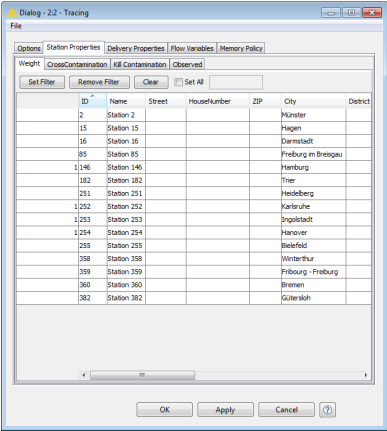 Dialog - 2:2 - Tracing
File
Options Station Properties Delivery Properties Flow Variables Memory Policy
Weight CrossContamination Kill Contamination Observed
Set Filter Remove Filter Clear Set All
ID Name Street HouseNumber ZIP City District
2 Station 2 Münster
15 Station 15 Hagen
16 Station 16 Darmstadt
85 Station 85 Freiburg im Breisgau
1 146 Station 146 Hamburg
182 Station 182 Trier
251 Station 251 Heidelberg
1 252 Station 252 Karlsruhe
1 253 Station 253 Ingolstadt
1 254 Station 254 Hanover
255 Station 255 Bielefeld
358 Station 358 Winterthur
359 Station 359 Fribourg - Freiburg
360 Station 360 Bremen
382 Station 382 Gütersloh
OK Apply Cancel ?